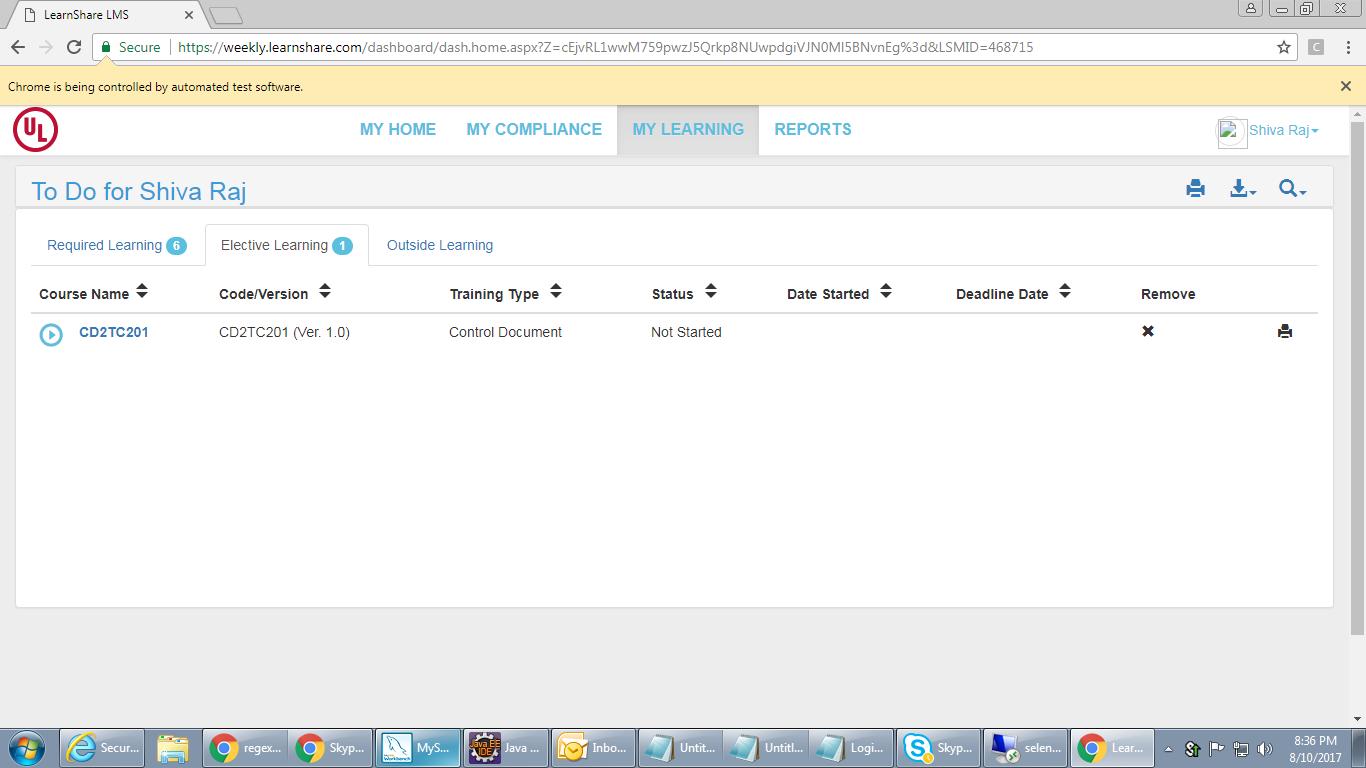 LearnShare LMS
Secure https://weekly.learnshare.com/dashboard/dash.home.aspx?Z=cEjvRL1wwM759pwzJ5Qrkp8NUwpdgiVJN0MI5BNvnEg%3d&LSMID=468715
C
Chrome is being controlled by automated test software.
UL
MY HOME MY COMPLIANCE MY LEARNING REPORTS
Shiva Raj
To Do for Shiva Raj
Required Learning 6 Elective Learning 1 Outside Learning
Course Name Code/Version Training Type Status Date Started Deadline Date Remove
CD2TC201 CD2TC201 (Ver. 1.0) Control Document Not Started
Secur... regex... Skyp... MyS... Java ... Inbo... Untit... Untitl... Logi... Skyp... selen... Lear...
Workbench
Java EE
IDE
8:36 PM
8/10/2017